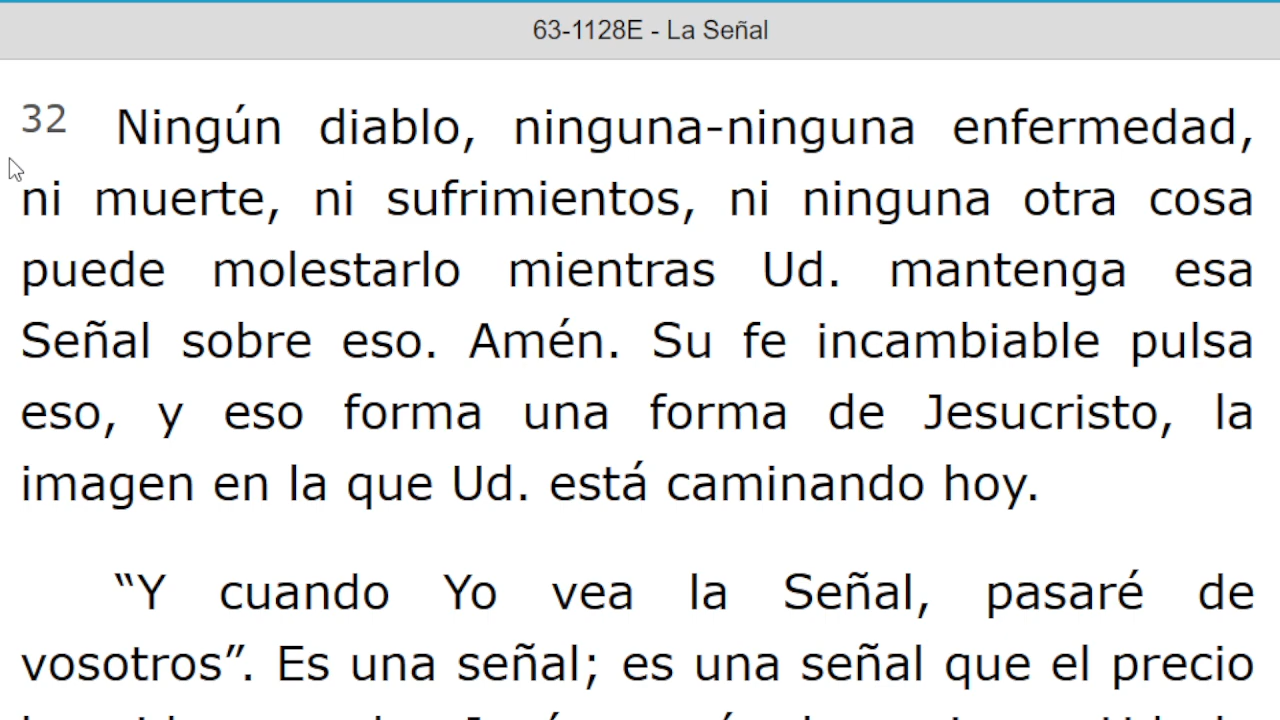 63-1128E - La Señal
32 Ningún diablo, ninguna-ninguna enfermedad,
ni muerte, ni sufrimientos, ni ninguna otra cosa
puede molestarlo mientras Ud. mantenga esa
Señal sobre eso. Amén. Su fe incambiable pulsa
eso, y eso forma una forma de Jesucristo, la
imagen en la que Ud. está caminando hoy.
“Y cuando Yo vea la Señal, pasaré de
vosotros”. Es una señal; es una señal que el precio